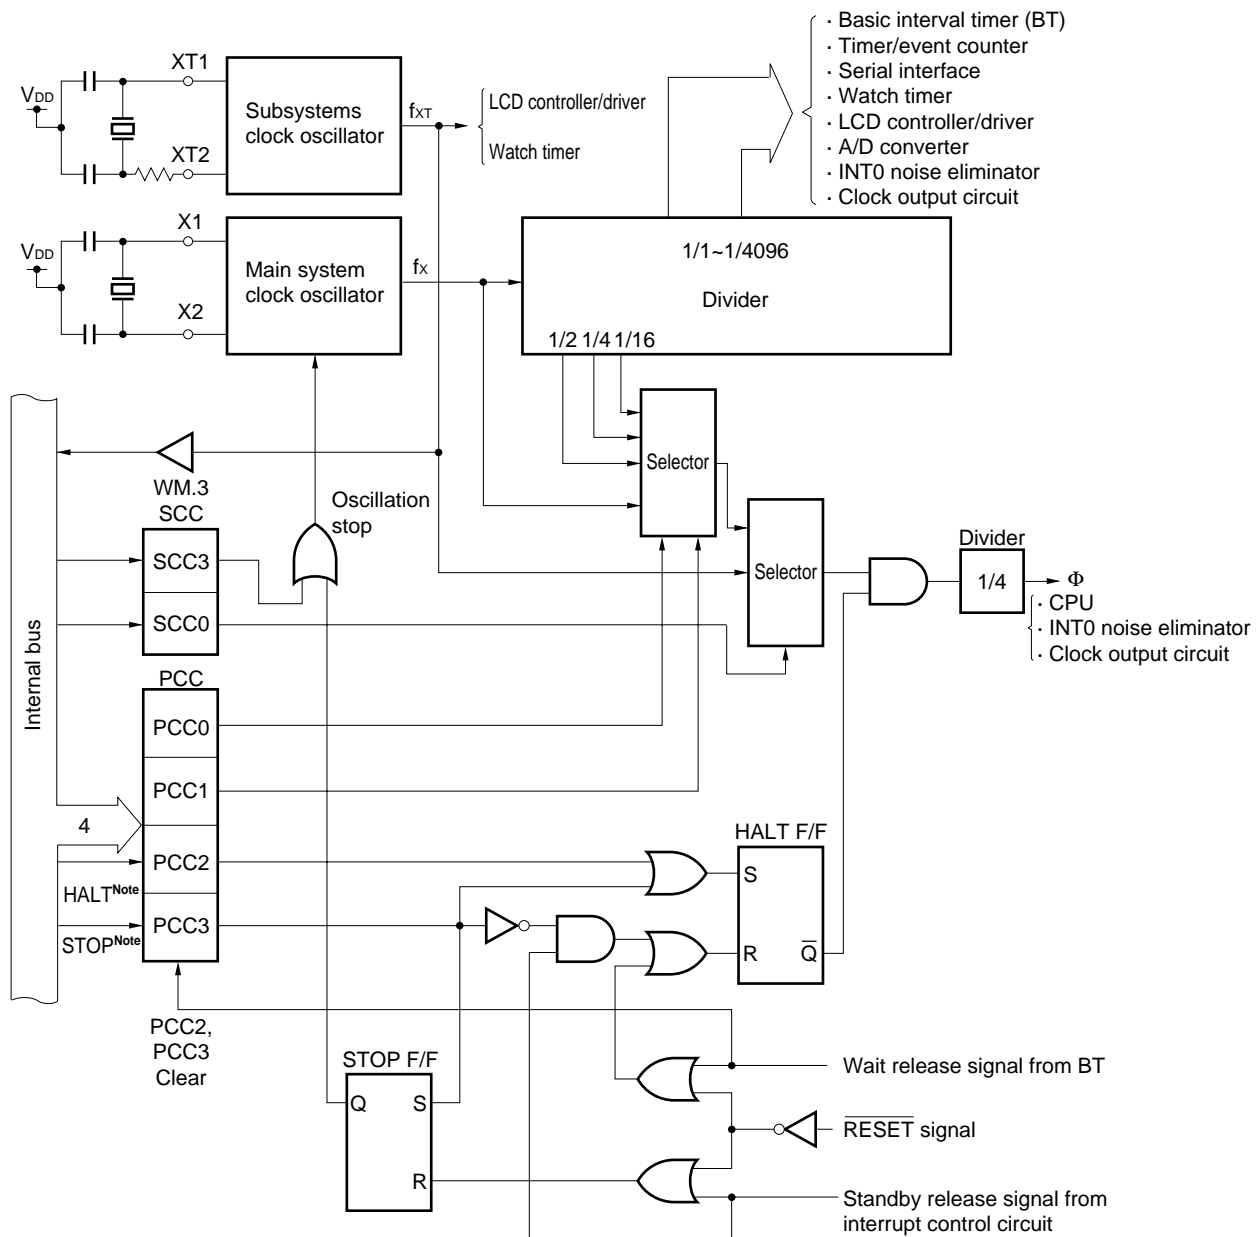 · Basic interval timer (BT)
· Timer/event counter
· Serial interface
· Watch timer
· LCD controller/driver
· A/D converter
· INT0 noise eliminator
· Clock output circuit
XT1
VDD
XT2
Subsystems
clock oscillator
fXT
LCD controller/driver
Watch timer
X1
VDD
X2
Main system
clock oscillator
fX
1/1~1/4096
Divider
1/2 1/4 1/16
Selector
WM.3
SCC
Oscillation
stop
SCC3
SCC0
Selector
Divider
1/4
Φ
· CPU
· INT0 noise eliminator
· Clock output circuit
Internal bus
PCC
PCC0
PCC1
4
PCC2
HALTNote
PCC3
STOPNote
HALT F/F
S
R
Q̅
PCC2,
PCC3
Clear
STOP F/F
Q
S
R
Wait release signal from BT
R̅E̅S̅E̅T̅ signal
Standby release signal from
interrupt control circuit